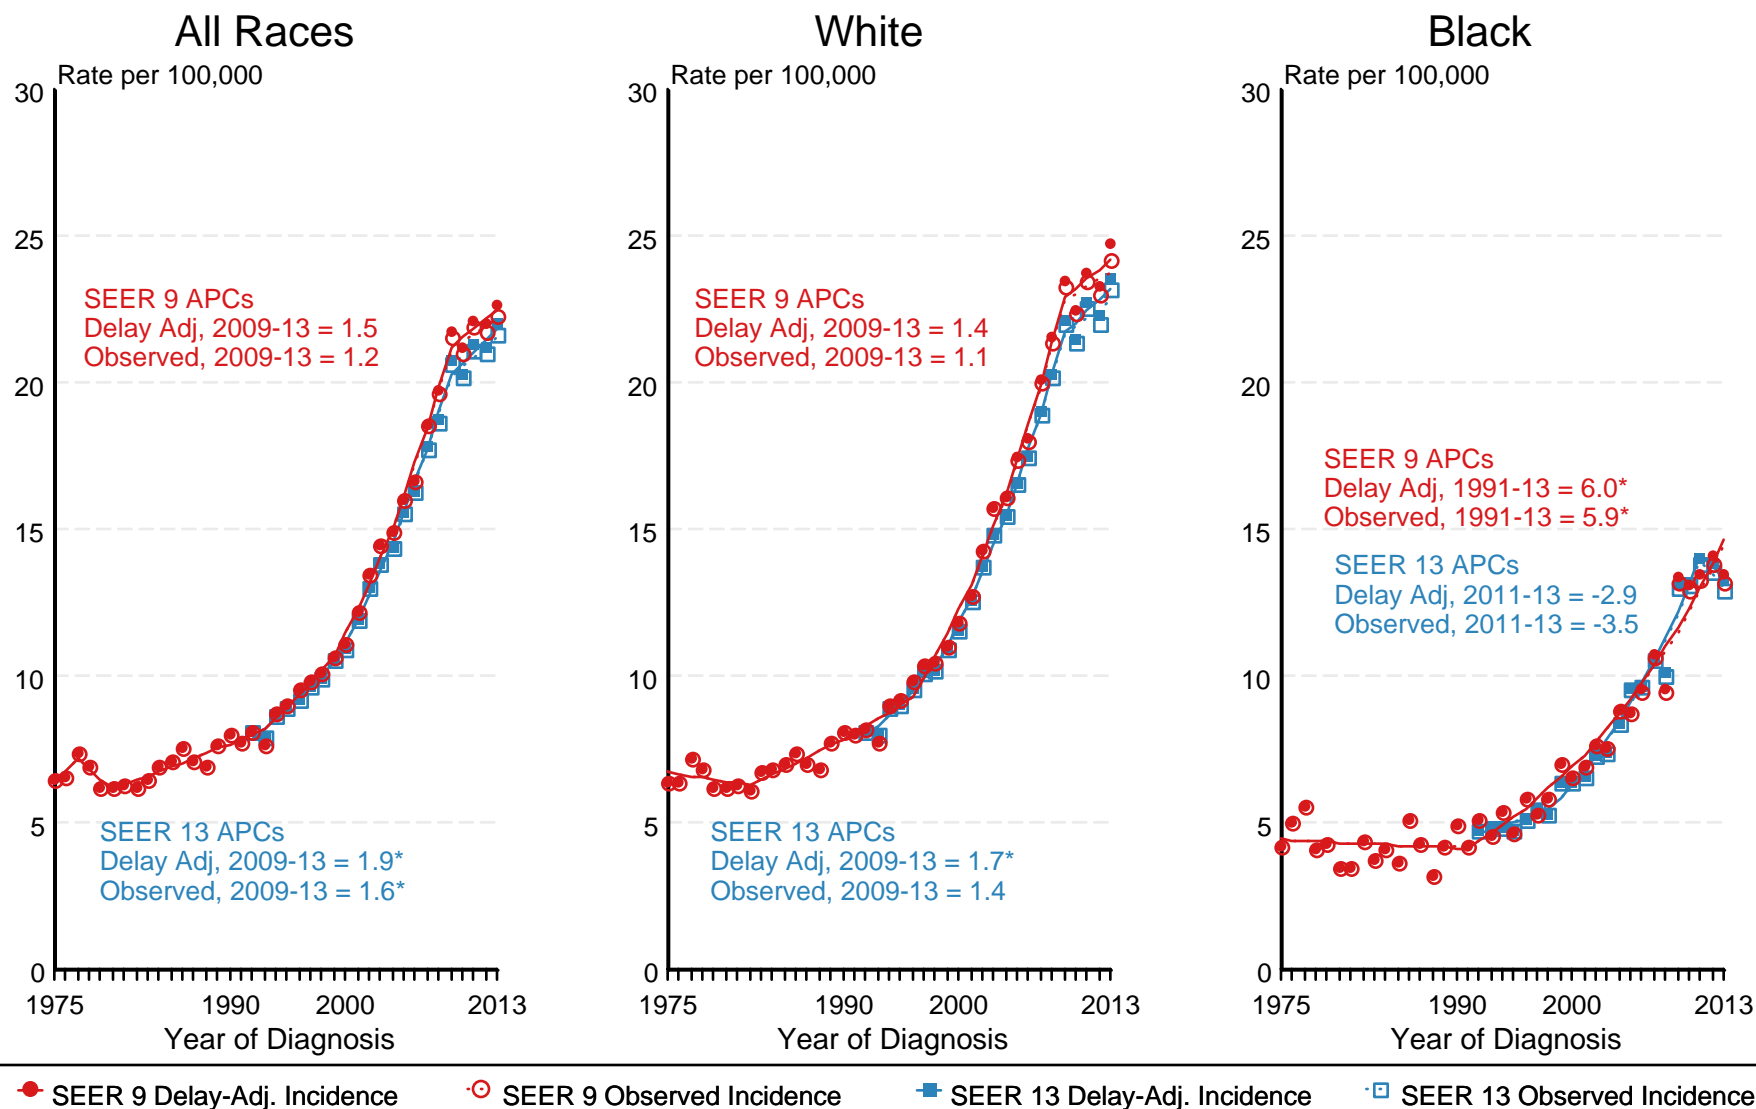 All Races
Rate per 100,000
30
25
20
15
10
5
0
SEER 9 APCs
Delay Adj, 2009-13 = 1.5
Observed, 2009-13 = 1.2
SEER 13 APCs
Delay Adj, 2009-13 = 1.9*
Observed, 2009-13 = 1.6*
1975 1990 2000 2013
Year of Diagnosis
White
Rate per 100,000
30
25
20
15
10
5
0
SEER 9 APCs
Delay Adj, 2009-13 = 1.4
Observed, 2009-13 = 1.1
SEER 13 APCs
Delay Adj, 2009-13 = 1.7*
Observed, 2009-13 = 1.4
1975 1990 2000 2013
Year of Diagnosis
Black
Rate per 100,000
30
25
20
15
10
5
0
SEER 9 APCs
Delay Adj, 1991-13 = 6.0*
Observed, 1991-13 = 5.9*
SEER 13 APCs
Delay Adj, 2011-13 = -2.9
Observed, 2011-13 = -3.5
1975 1990 2000 2013
Year of Diagnosis
SEER 9 Delay-Adj. Incidence
SEER 9 Observed Incidence
SEER 13 Delay-Adj. Incidence
SEER 13 Observed Incidence